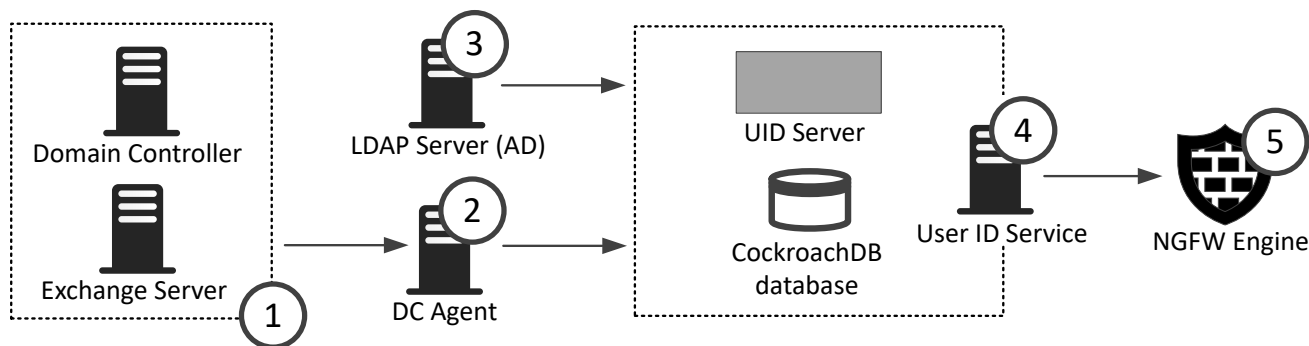 Domain Controller
Exchange Server
1
3
LDAP Server (AD)
2
DC Agent
UID Server
CockroachDB
database
4
User ID Service
5
NGFW Engine